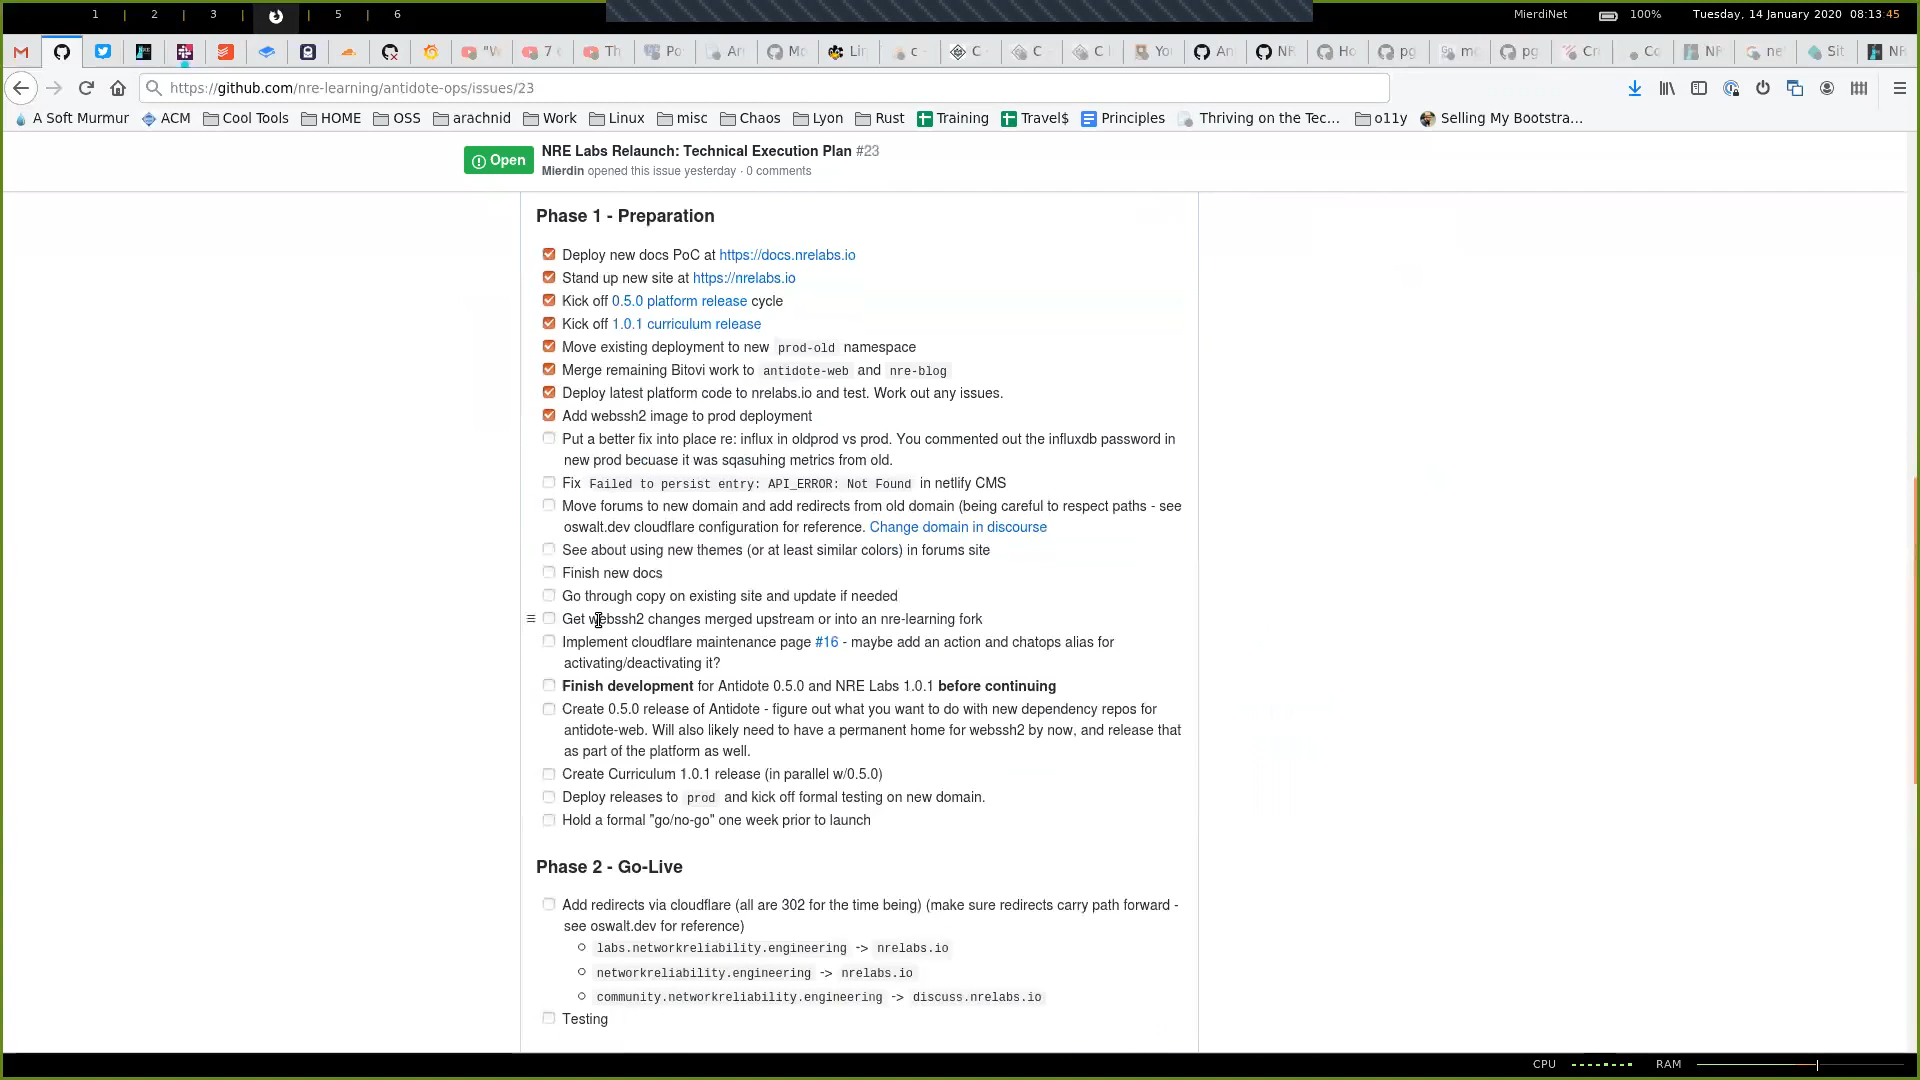 1 | 2 | 3 | | 5 | 6
MierdiNet 100% Tuesday, 14 January 2020 08:13:45
"W 7 Th Po Ar Mo Lin c C C C Yo An NF Ho pg mc pg Cr Co NF ne Sit NR
https://github.com/nre-learning/antidote-ops/issues/23
A Soft Murmur ACM Cool Tools HOME OSS arachnid Work Linux misc Chaos Lyon Rust Training Travel$ Principles Thriving on the Tec... o11y Selling My Bootstra...
Open
NRE Labs Relaunch: Technical Execution Plan #23
Mierdin opened this issue yesterday · 0 comments
Phase 1 - Preparation
Deploy new docs PoC at https://docs.nrelabs.io
Stand up new site at https://nrelabs.io
Kick off 0.5.0 platform release cycle
Kick off 1.0.1 curriculum release
Move existing deployment to new prod-old namespace
Merge remaining Bitovi work to antidote-web and nre-blog
Deploy latest platform code to nrelabs.io and test. Work out any issues.
Add webssh2 image to prod deployment
Put a better fix into place re: influx in oldprod vs prod. You commented out the influxdb password in
new prod becuase it was sqasuhing metrics from old.
Fix Failed to persist entry: API_ERROR: Not Found in netlify CMS
Move forums to new domain and add redirects from old domain (being careful to respect paths - see
oswalt.dev cloudflare configuration for reference. Change domain in discourse
See about using new themes (or at least similar colors) in forums site
Finish new docs
Go through copy on existing site and update if needed
Get webssh2 changes merged upstream or into an nre-learning fork
Implement cloudflare maintenance page #16 - maybe add an action and chatops alias for
activating/deactivating it?
Finish development for Antidote 0.5.0 and NRE Labs 1.0.1 before continuing
Create 0.5.0 release of Antidote - figure out what you want to do with new dependency repos for
antidote-web. Will also likely need to have a permanent home for webssh2 by now, and release that
as part of the platform as well.
Create Curriculum 1.0.1 release (in parallel w/0.5.0)
Deploy releases to prod and kick off formal testing on new domain.
Hold a formal "go/no-go" one week prior to launch
Phase 2 - Go-Live
Add redirects via cloudflare (all are 302 for the time being) (make sure redirects carry path forward -
see oswalt.dev for reference)
labs.networkreliability.engineering -> nrelabs.io
networkreliability.engineering -> nrelabs.io
community.networkreliability.engineering -> discuss.nrelabs.io
Testing
CPU RAM